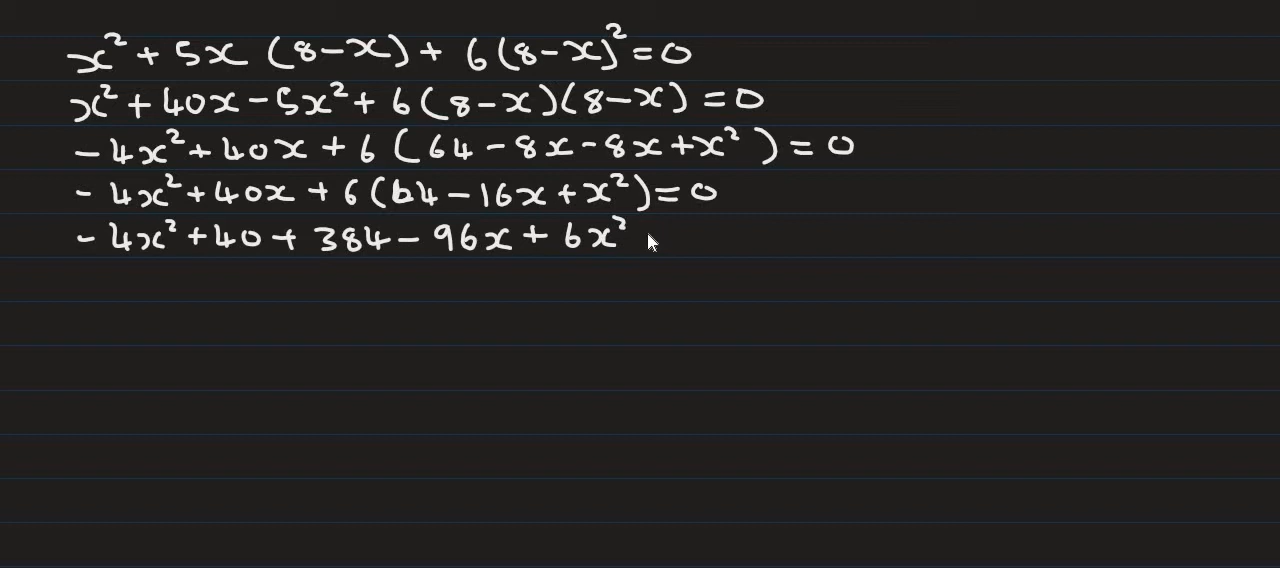 x² + 5x (8 – x) + 6 (8 – x)² = 0
x² + 40x – 5x² + 6 (8 – x)(8 – x) = 0
– 4x² + 40x + 6 (64 – 8x – 8x + x²) = 0
– 4x² + 40x + 6 (64 – 16x + x²) = 0
– 4x² + 40 + 384 – 96x + 6x²